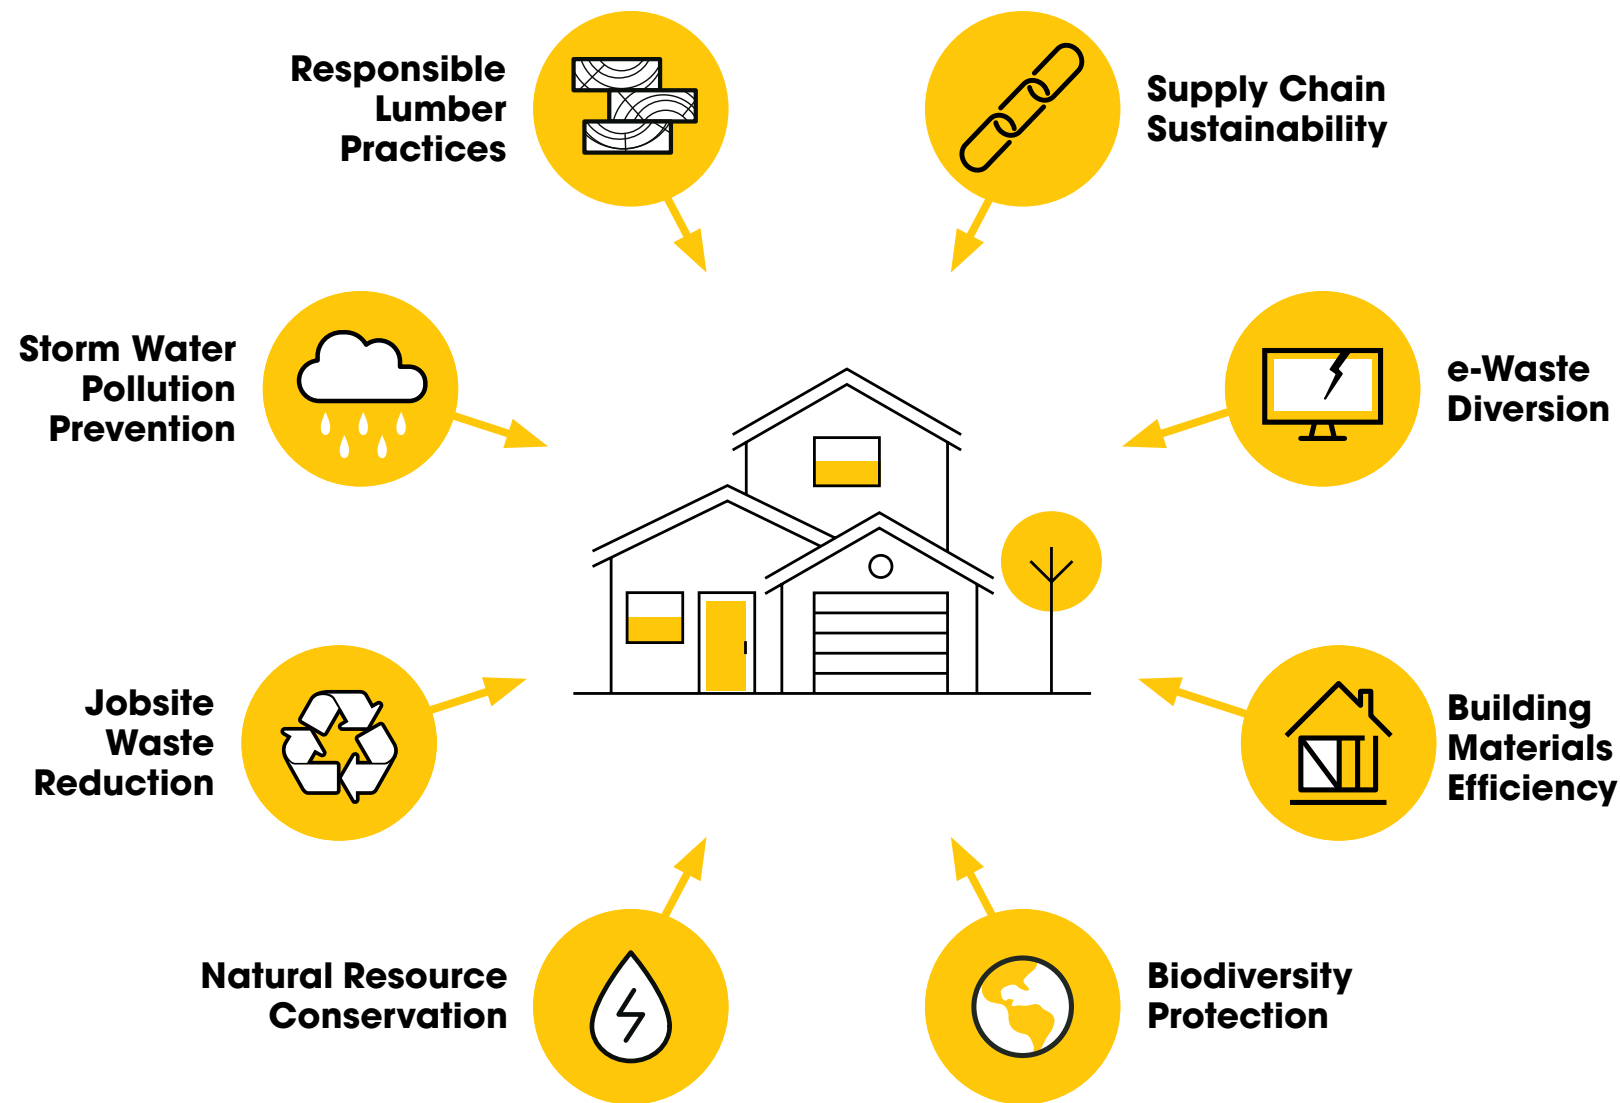 Responsible
Lumber
Practices
Supply Chain
Sustainability
Storm Water
Pollution
Prevention
e-Waste
Diversion
Jobsite
Waste
Reduction
Building
Materials
Efficiency
Natural Resource
Conservation
Biodiversity
Protection